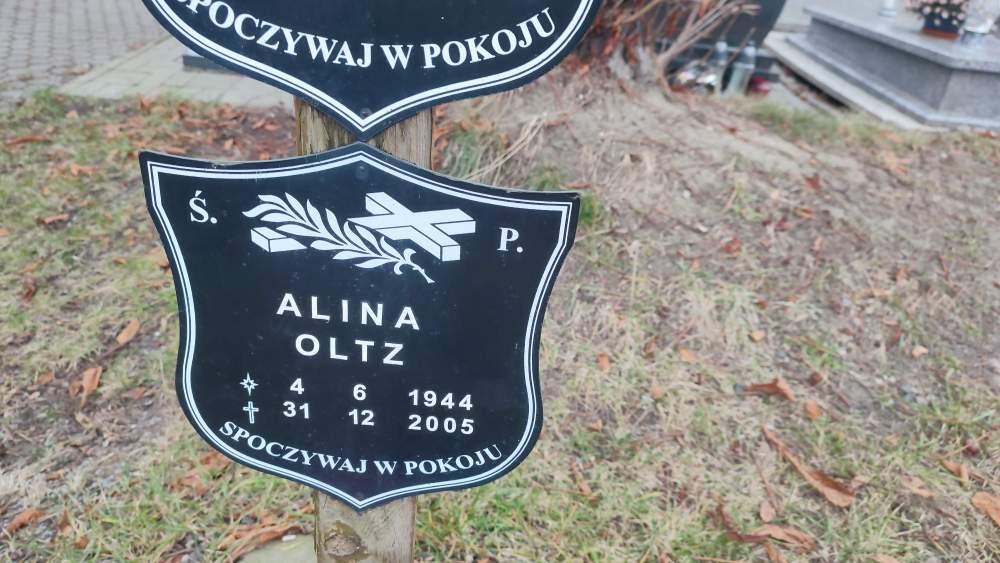 SPOCZYWAJ W POKOJU
Ś. P.
ALINA
OLTZ
4 6 1944
31 12 2005
SPOCZYWAJ W POKOJU